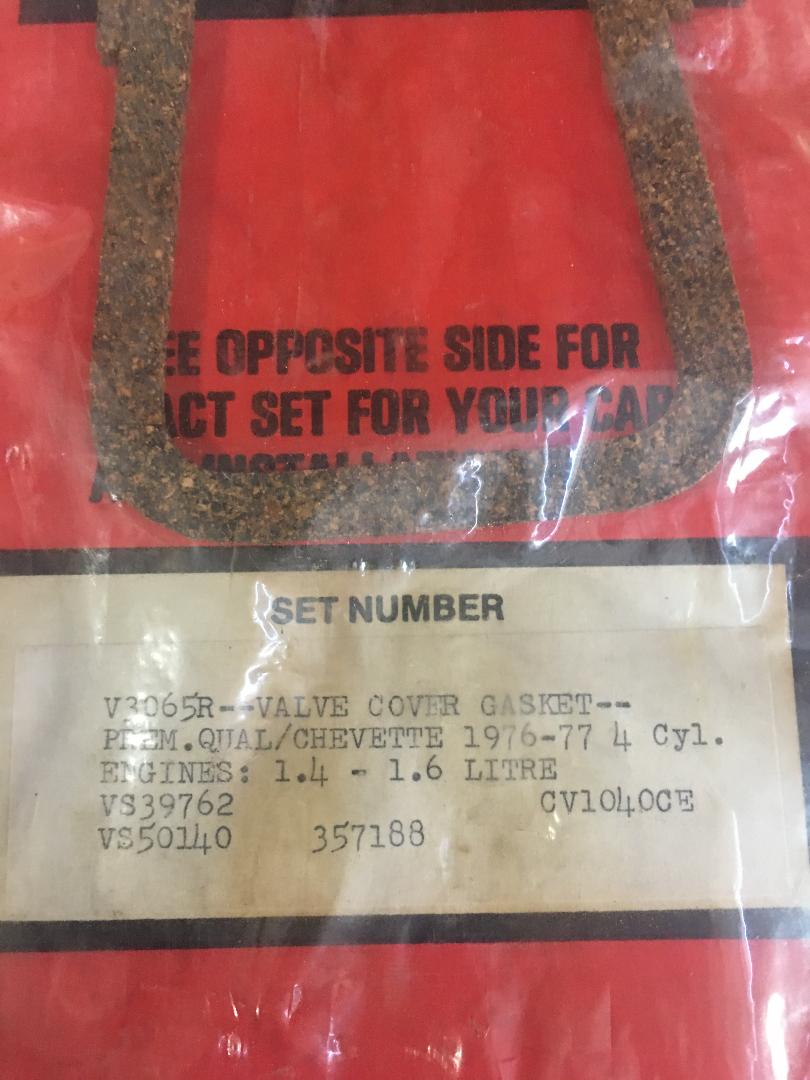 EE OPPOSITE SIDE FOR
ACT SET FOR YOUR CAR
SET NUMBER
V3065R--VALVE COVER GASKET--
PREM.QUAL/CHEVETTE 1976-77 4 Cyl.
ENGINES: 1.4 - 1.6 LITRE
VS39762 CV1040CE
VS50140 357188